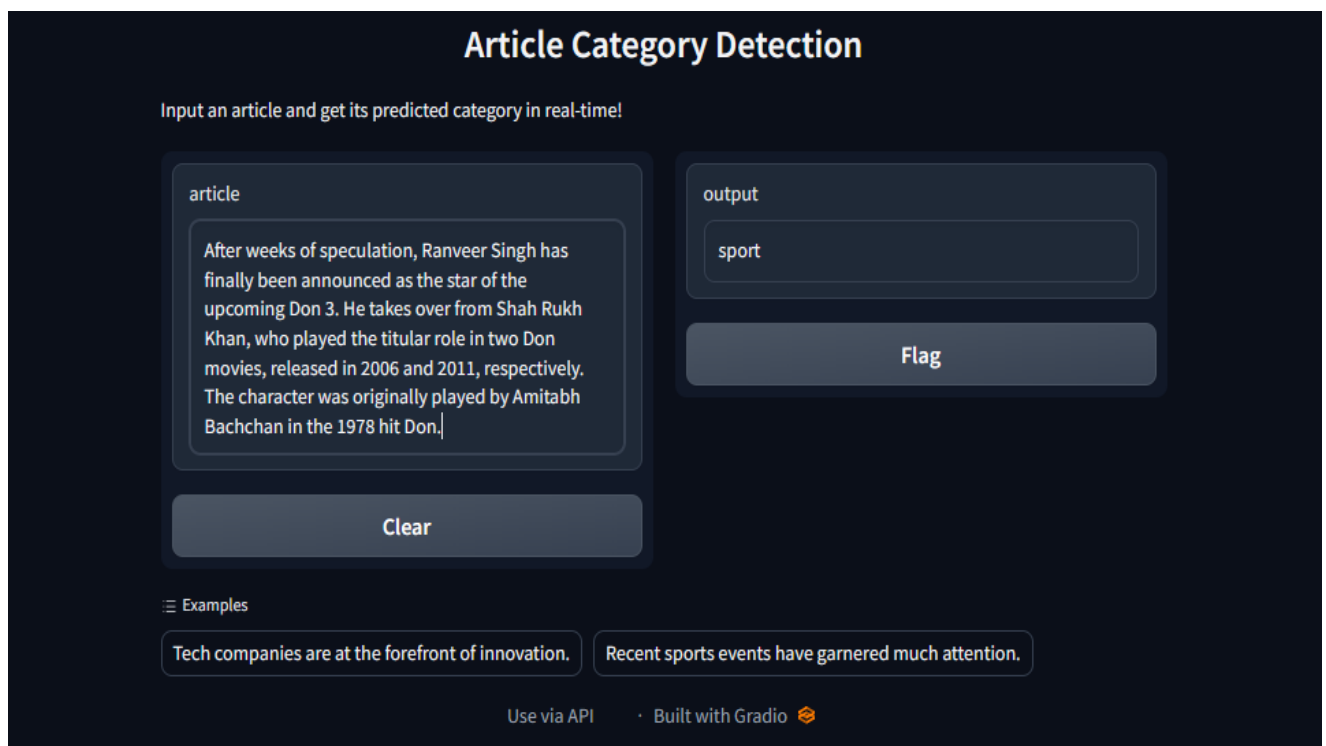 Article Category Detection
Input an article and get its predicted category in real-time!
article
After weeks of speculation, Ranveer Singh has
finally been announced as the star of the
upcoming Don 3. He takes over from Shah Rukh
Khan, who played the titular role in two Don
movies, released in 2006 and 2011, respectively.
The character was originally played by Amitabh
Bachchan in the 1978 hit Don.
Clear
output
sport
Flag
Examples
Tech companies are at the forefront of innovation.
Recent sports events have garnered much attention.
Use via API · Built with Gradio